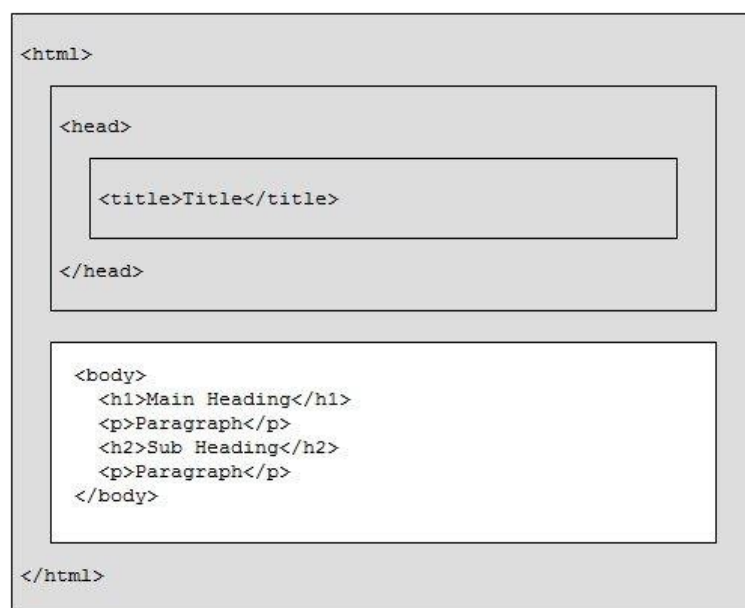 <html>
<head>
<title>Title</title>
</head>
<body>
<h1>Main Heading</h1>
<p>Paragraph</p>
<h2>Sub Heading</h2>
<p>Paragraph</p>
</body>
</html>